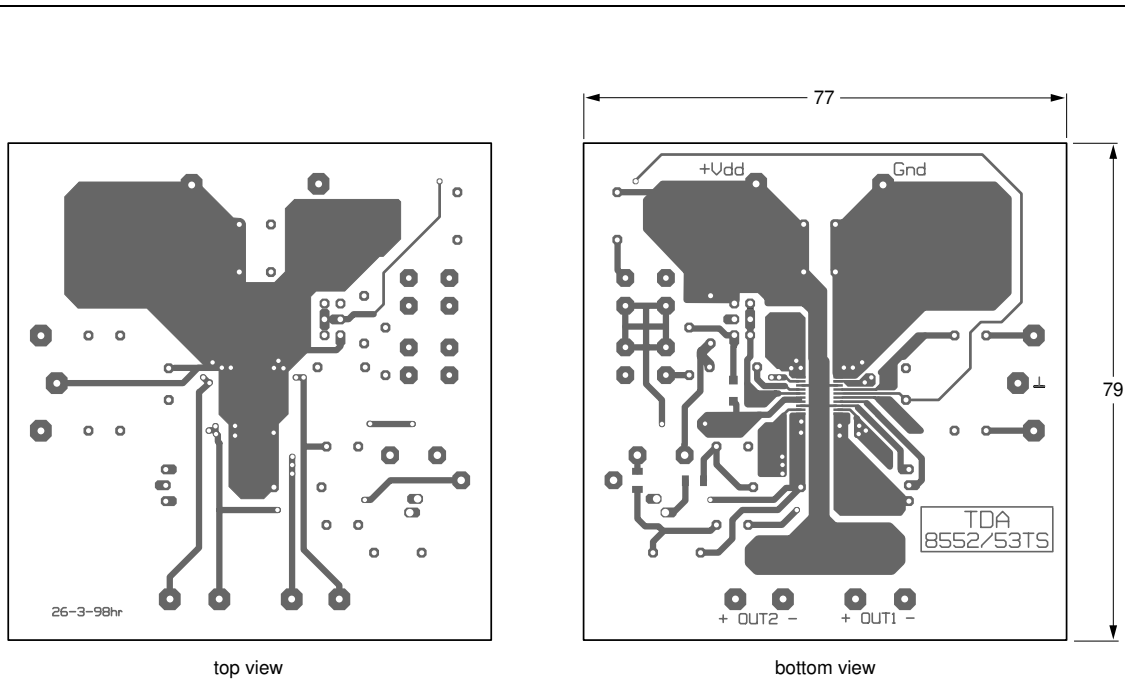 77
+Vdd Gnd
79
⊥
TDA
8552/53TS
26-3-98hr
+ OUT2 - + OUT1 -
top view
bottom view